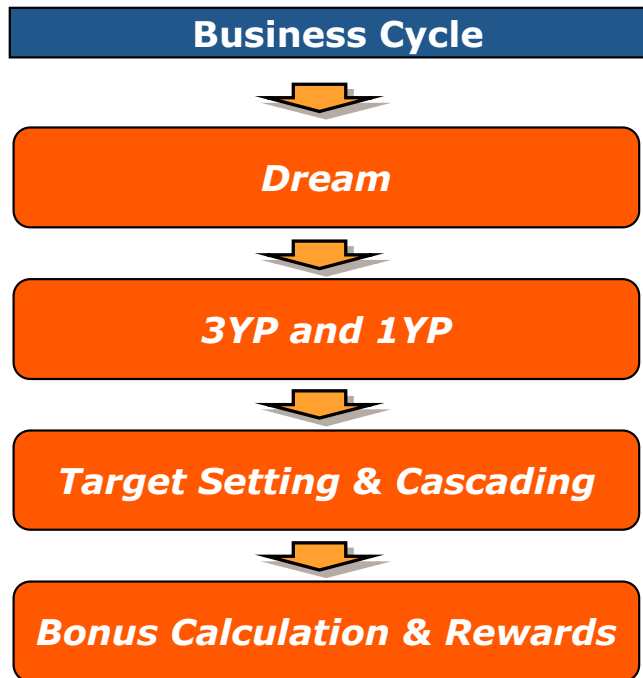 Business Cycle
Dream
3YP and 1YP
Target Setting & Cascading
Bonus Calculation & Rewards